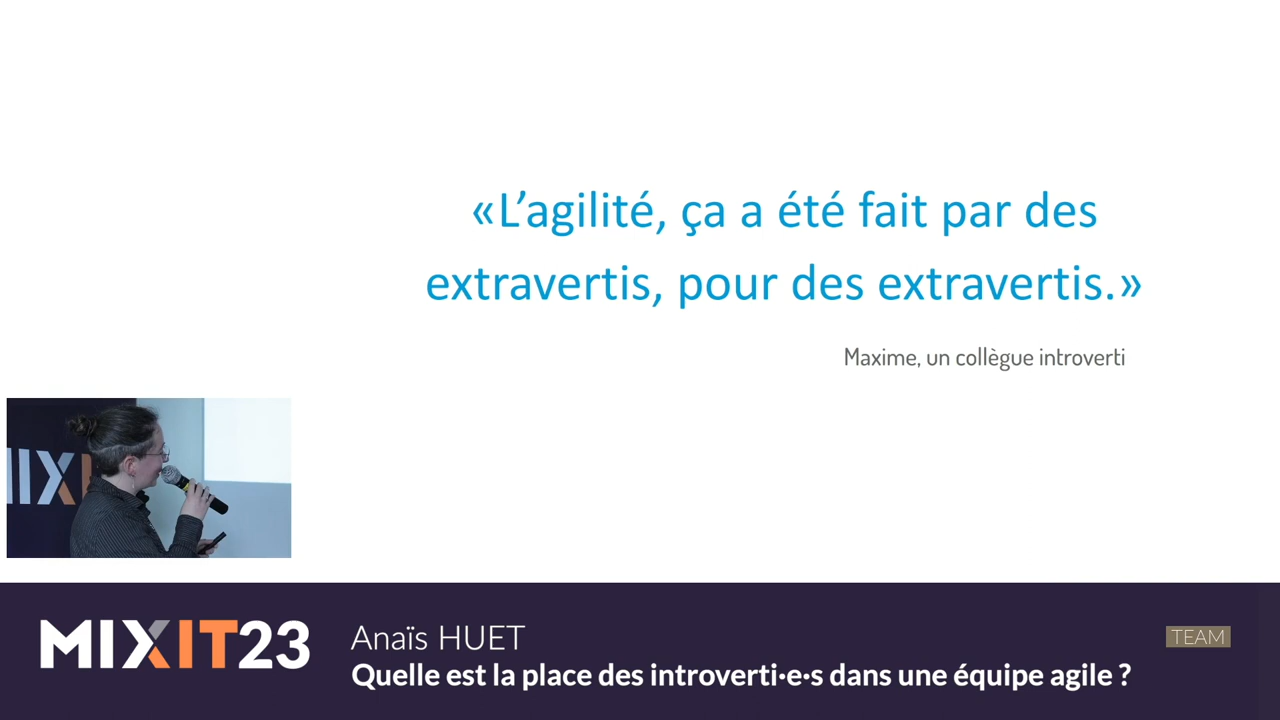 «L’agilité, ça a été fait par des
extravertis, pour des extravertis.»
Maxime, un collègue introverti
MIXIT23
Anaïs HUET
TEAM
Quelle est la place des introverti·e·s dans une équipe agile ?